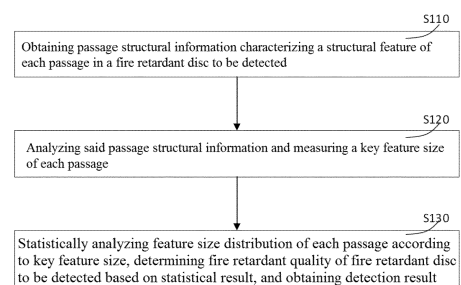 S110
Obtaining passage structural information characterizing a structural feature of
each passage in a fire retardant disc to be detected
S120
Analyzing said passage structural information and measuring a key feature size
of each passage
S130
Statistically analyzing feature size distribution of each passage according
to key feature size, determining fire retardant quality of fire retardant disc
to be detected based on statistical result, and obtaining detection result